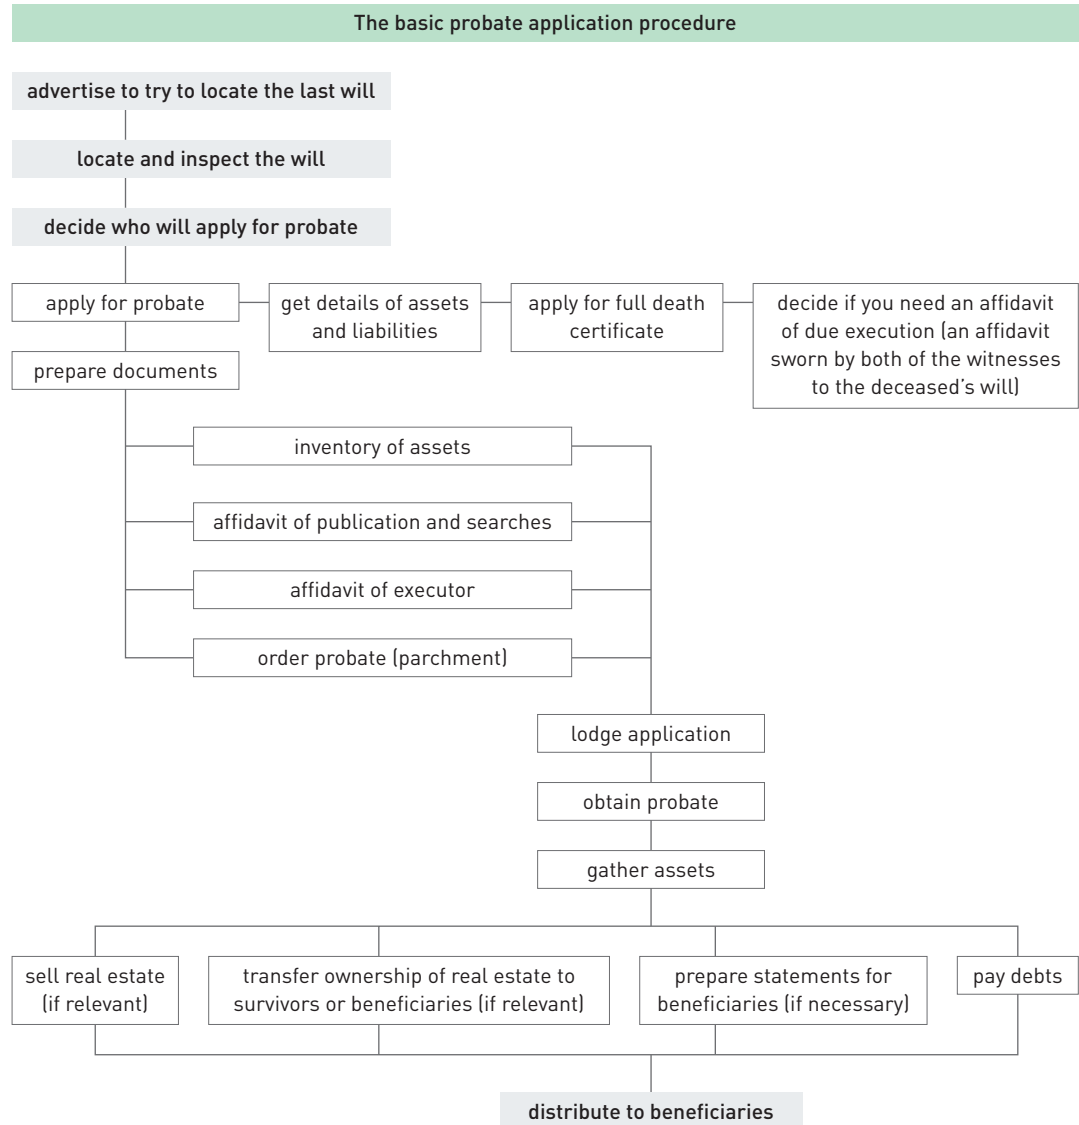 The basic probate application procedure
advertise to try to locate the last will
locate and inspect the will
decide who will apply for probate
apply for probate
get details of assets
and liabilities
apply for full death
certificate
decide if you need an affidavit
of due execution (an affidavit
sworn by both of the witnesses
to the deceased’s will)
prepare documents
inventory of assets
affidavit of publication and searches
affidavit of executor
order probate (parchment)
lodge application
obtain probate
gather assets
sell real estate
(if relevant)
transfer ownership of real estate to
survivors or beneficiaries (if relevant)
prepare statements for
beneficiaries (if necessary)
pay debts
distribute to beneficiaries